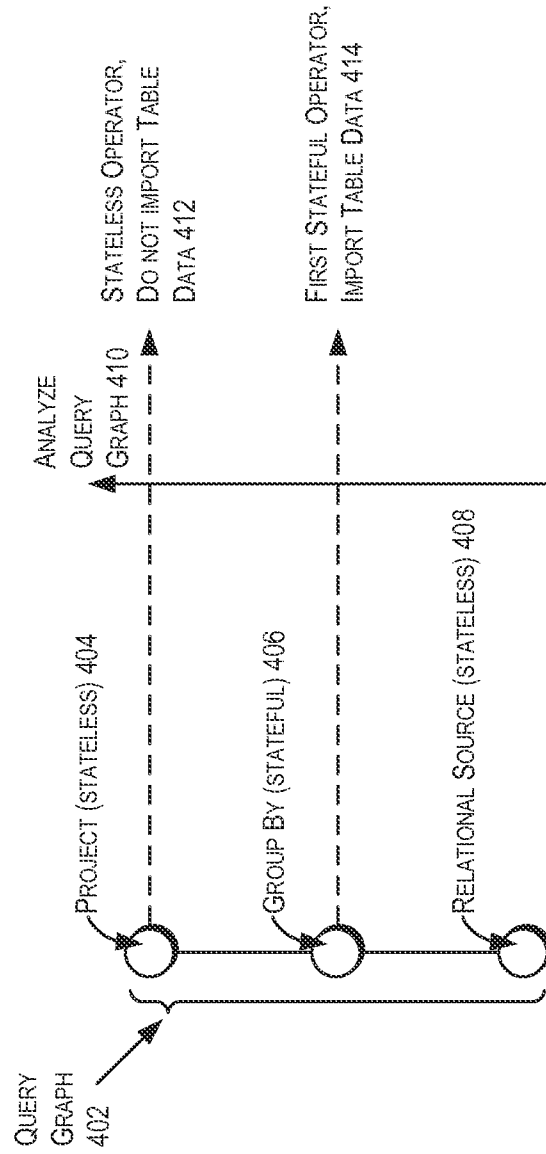 QUERY
GRAPH
402
PROJECT (STATELESS) 404
GROUP BY (STATEFUL) 406
RELATIONAL SOURCE (STATELESS) 408
ANALYZE
QUERY
GRAPH 410
STATELESS OPERATOR,
DO NOT IMPORT TABLE
DATA 412
FIRST STATEFUL OPERATOR,
IMPORT TABLE DATA 414